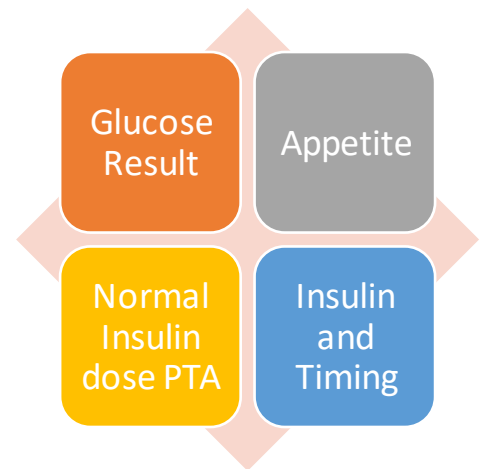 Glucose
Result
Appetite
Normal
Insulin
dose PTA
Insulin
and
Timing